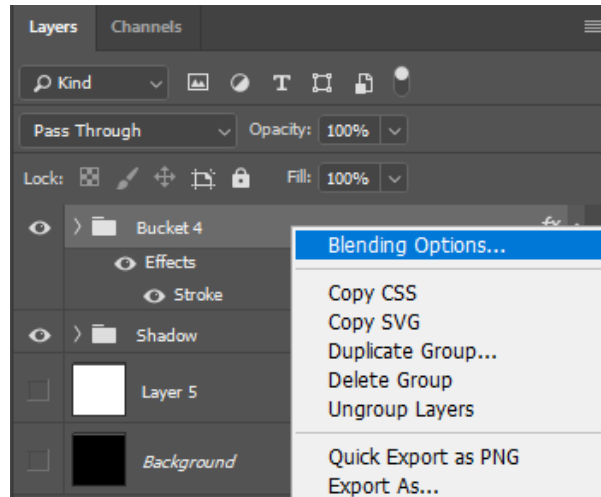 Layers Channels
Kind T
Pass Through Opacity: 100%
Lock: Fill: 100%
Bucket 4 fx
Blending Options...
Effects
Stroke
Copy CSS
Copy SVG
Shadow
Duplicate Group...
Delete Group
Layer 5
Ungroup Layers
Background
Quick Export as PNG
Export As...